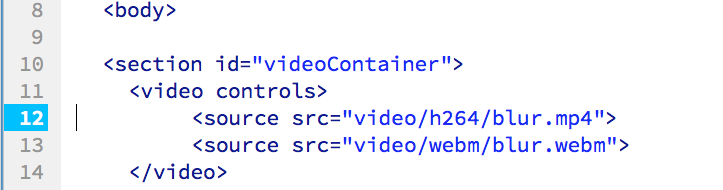 8 <body>
9
10 <section id="videoContainer">
11 <video controls>
12 <source src="video/h264/blur.mp4">
13 <source src="video/webm/blur.webm">
14 </video>